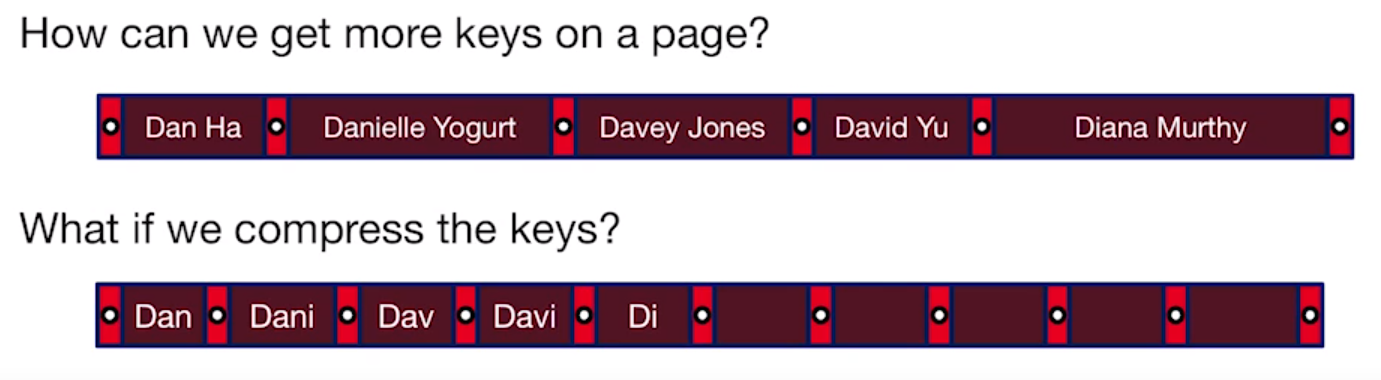 How can we get more keys on a page?
Dan Ha Danielle Yogurt Davey Jones David Yu Diana Murthy
What if we compress the keys?
Dan Dani Dav Davi Di